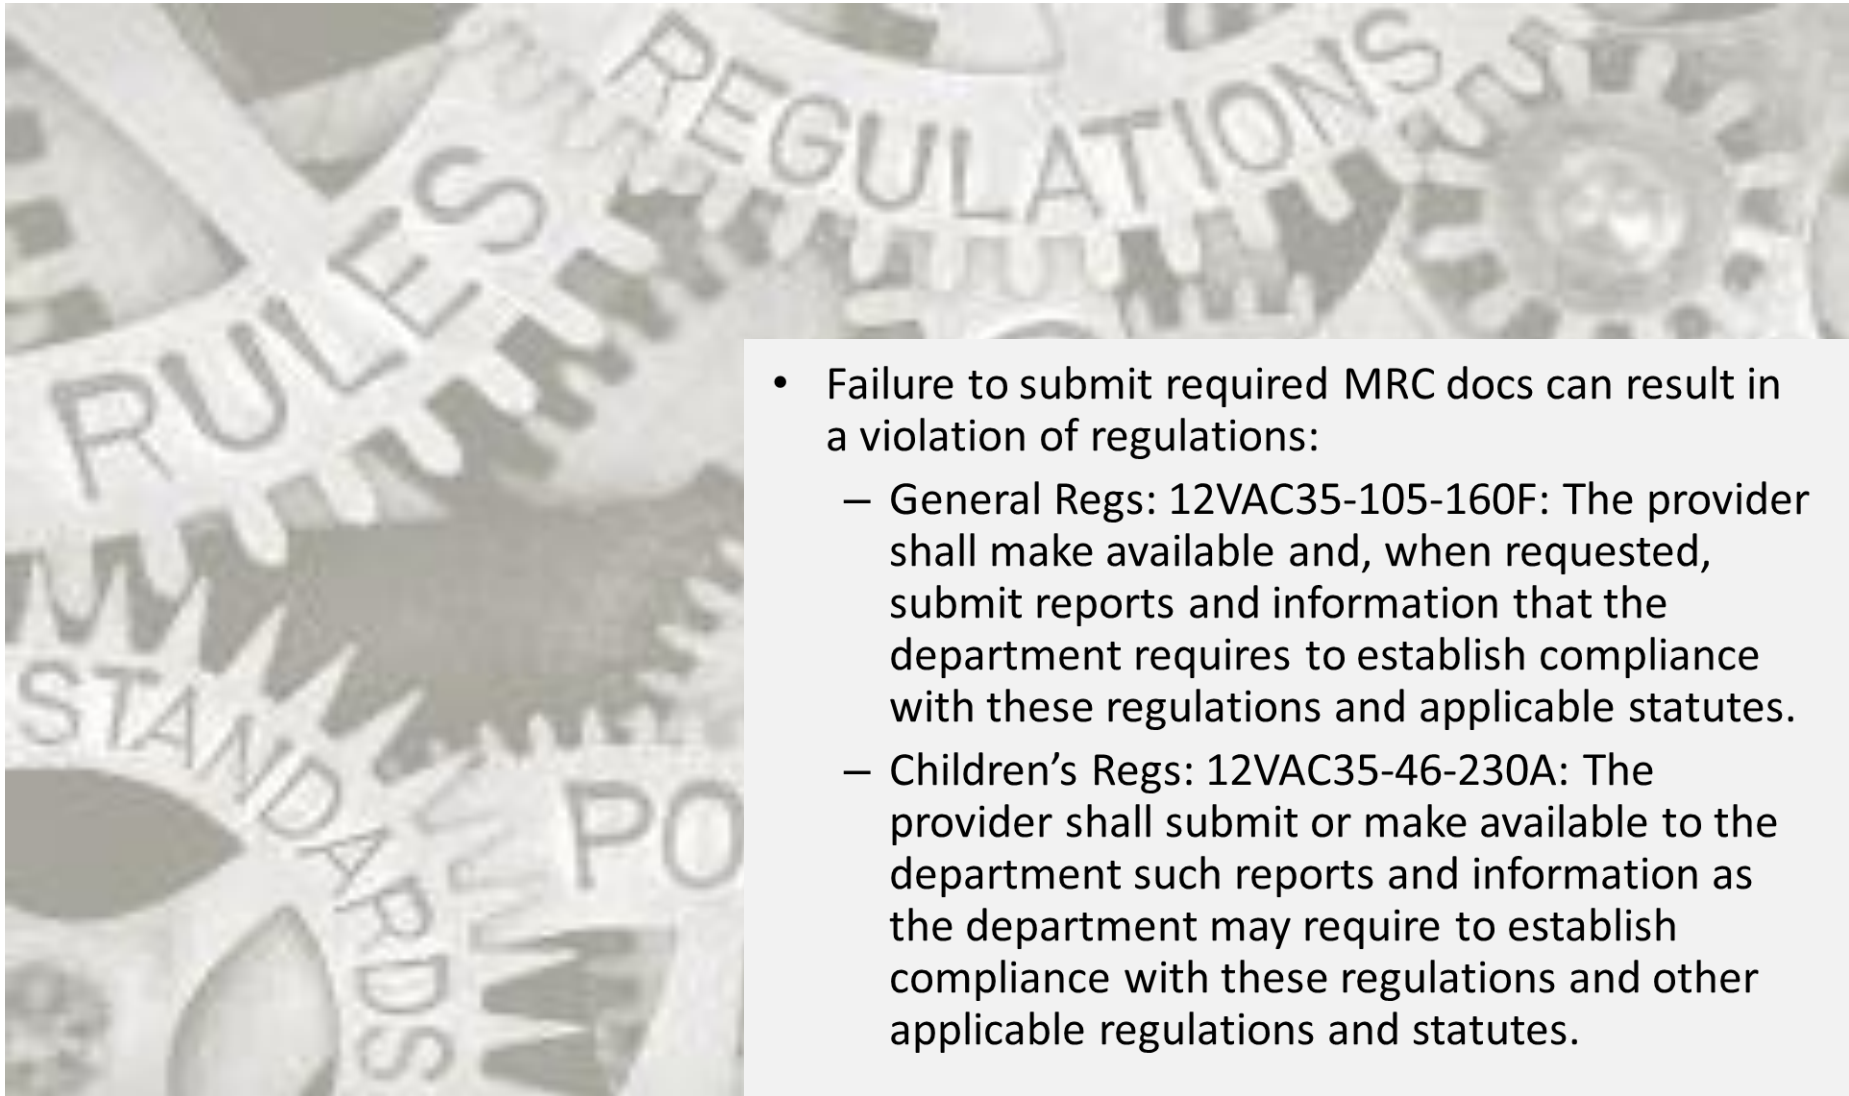 REGULATIONS
RULES
STANDARDS
PO
• Failure to submit required MRC docs can result in
a violation of regulations:
– General Regs: 12VAC35-105-160F: The provider
shall make available and, when requested,
submit reports and information that the
department requires to establish compliance
with these regulations and applicable statutes.
– Children’s Regs: 12VAC35-46-230A: The
provider shall submit or make available to the
department such reports and information as
the department may require to establish
compliance with these regulations and other
applicable regulations and statutes.